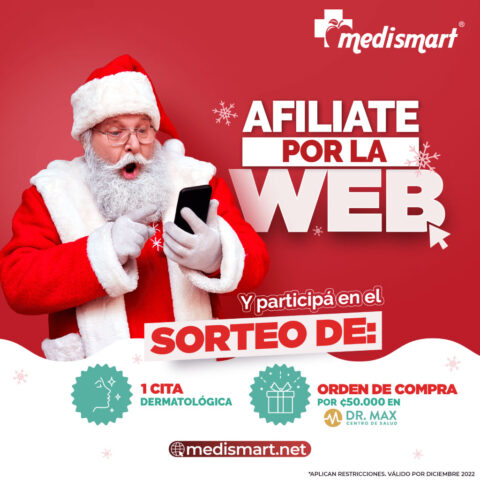 medismart®
AFILIATE
POR LA
WEB
Y participá en el
SORTEO DE:
1 CITA
DERMATOLÓGICA
ORDEN DE COMPRA
POR ₡50.000 EN
DR. MAX
CENTRO DE SALUD
medismart.net
*APLICAN RESTRICCIONES. VÁLIDO POR DICIEMBRE 2022